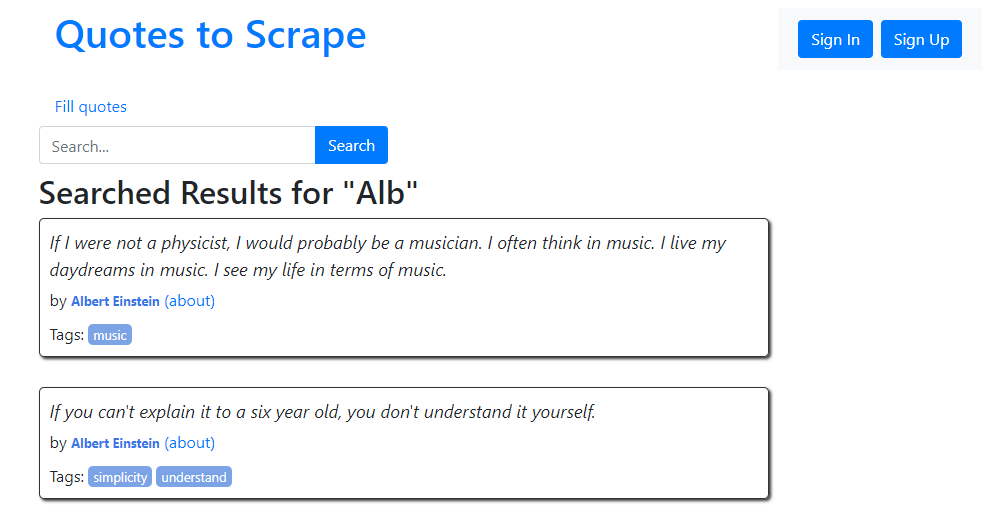 Quotes to Scrape
Sign In
Sign Up
Fill quotes
Search...
Search
Searched Results for "Alb"
If I were not a physicist, I would probably be a musician. I often think in music. I live my
daydreams in music. I see my life in terms of music.
by Albert Einstein (about)
Tags: music
If you can't explain it to a six year old, you don't understand it yourself.
by Albert Einstein (about)
Tags: simplicity understand